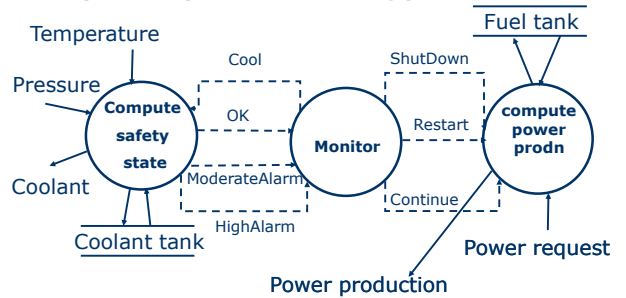 Fuel tank
Temperature
Cool
ShutDown
Pressure
Compute
safety
state
OK
Monitor
Restart
compute
power
prodn
Coolant
ModerateAlarm
Continue
HighAlarm
Coolant tank
Power request
Power production